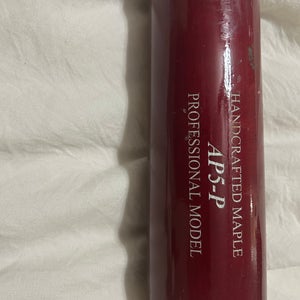 HANDCRAFTED MAPLE
AP5-P
PROFESSIONAL MODEL